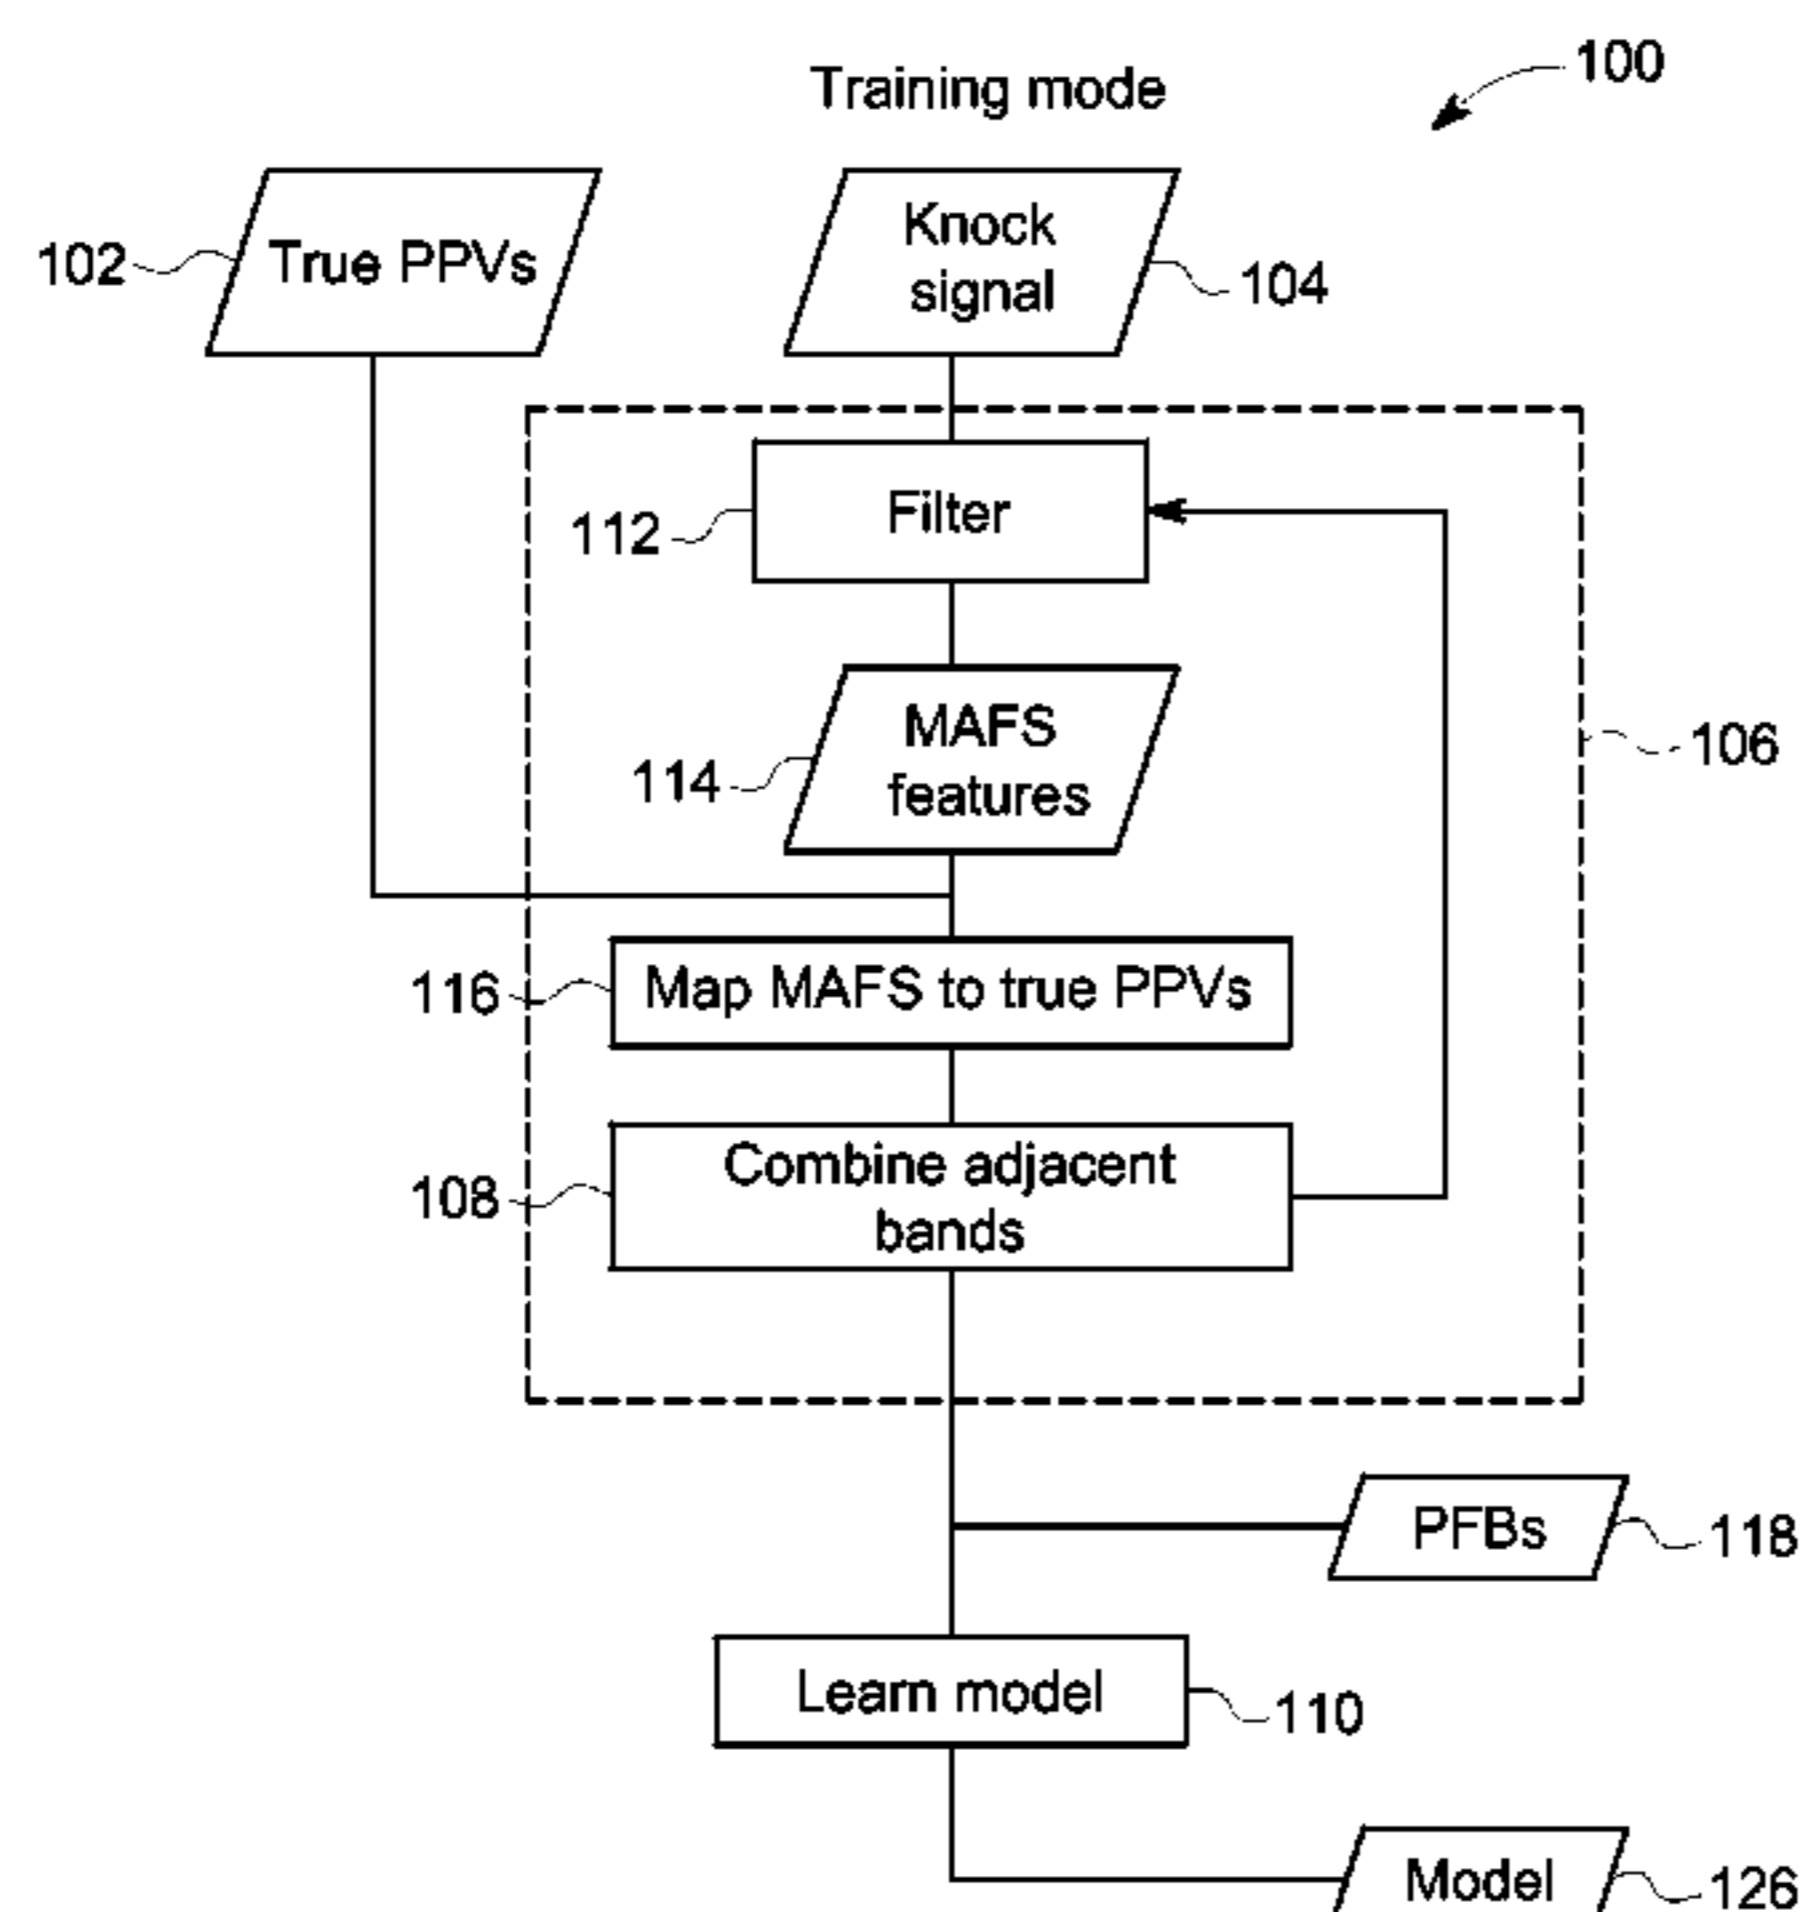 100
Training mode
102
True PPVs
Knock
signal
104
112
Filter
114
MAFS
features
106
116
Map MAFS to true PPVs
108
Combine adjacent
bands
PFBs
118
Learn model
110
Model
126